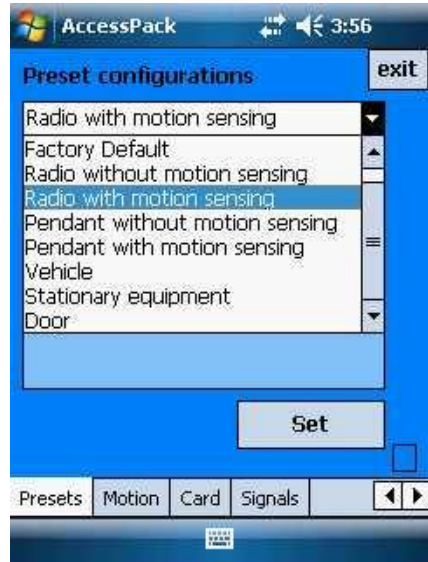 AccessPack 3:56
Preset configurations exit
Radio with motion sensing
Factory Default
Radio without motion sensing
Radio with motion sensing
Pendant without motion sensing
Pendant with motion sensing
Vehicle
Stationary equipment
Door
Set
Presets Motion Card Signals